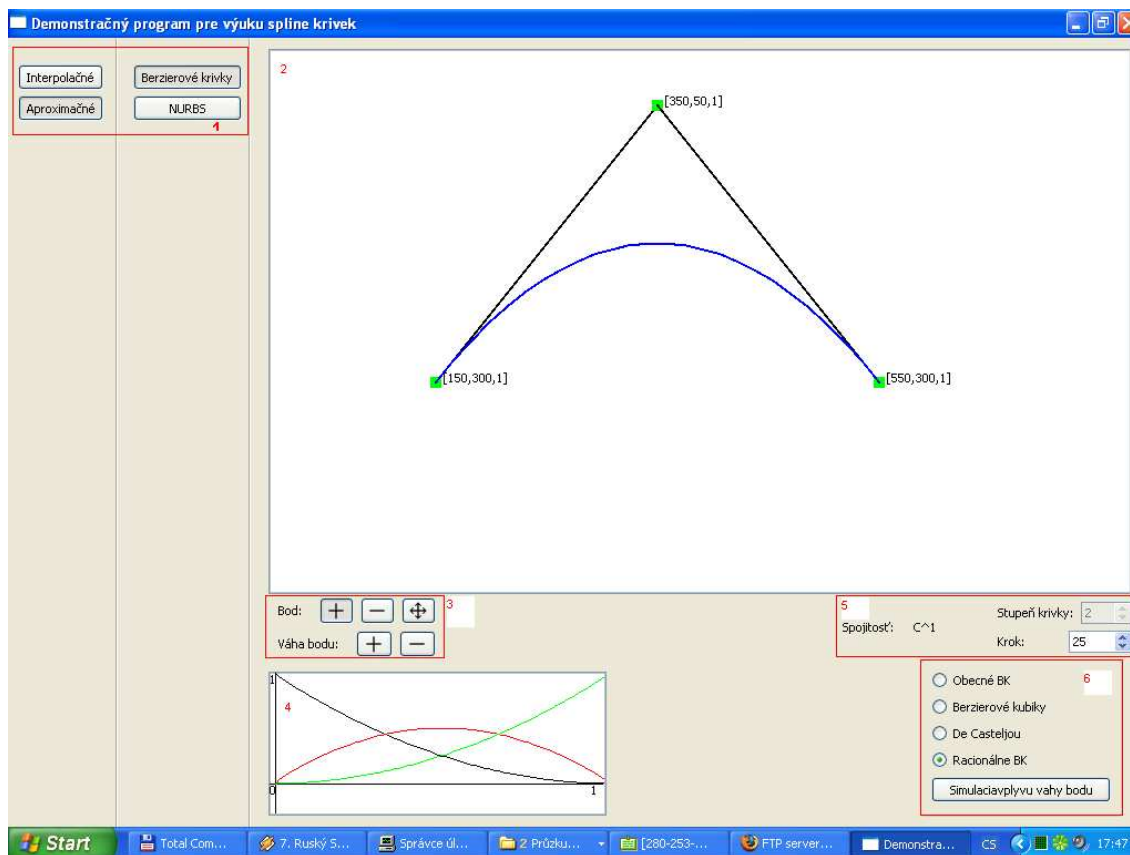 Demonstračný program pre výuku spline krivek
Interpolačné
Berzierové krivky
Aproximačné
NURBS
1
2
[350,50,1]
[150,300,1]
[550,300,1]
Bod:
3
Váha bodu:
5
Spojitosť: C^1
Stupeň krivky: 2
Krok: 25
1
4
0
1
6
Obecné BK
Berzierové kubiky
De Casteljou
Racionálne BK
Simulaciavplyvu vahy bodu
Start
Total Com...
7. Ruský S...
Správce úl...
2 Průzku...
[280-253-...
FTP server...
Demonstra...
CS
17:47